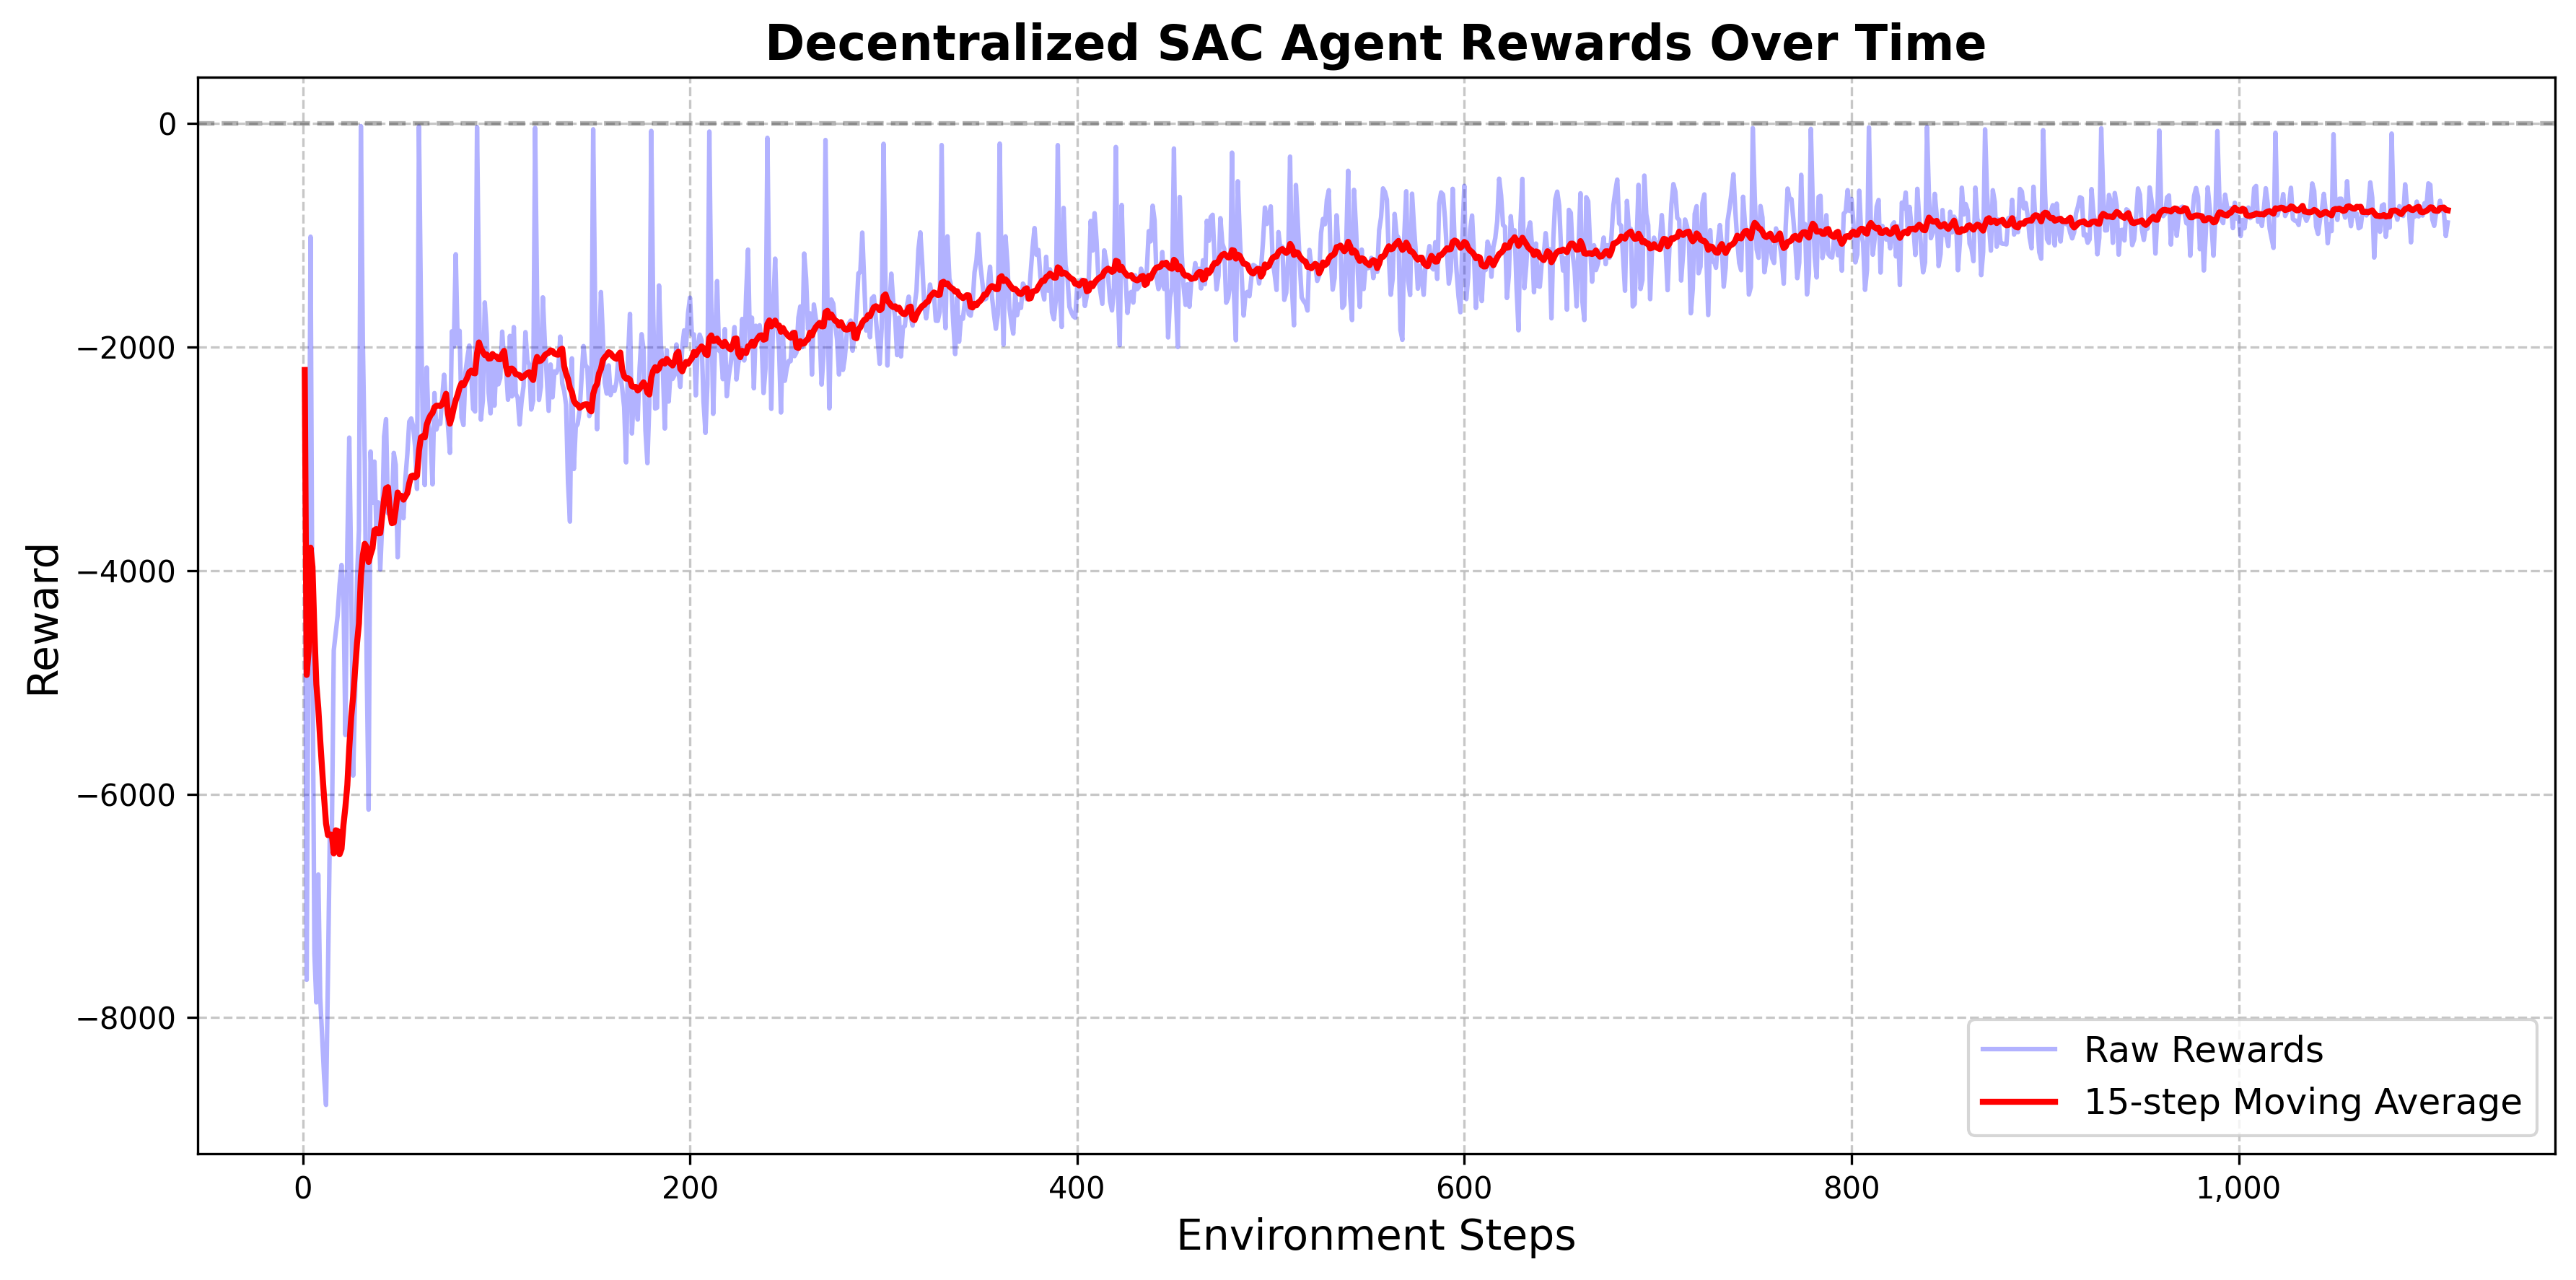 Decentralized SAC Agent Rewards Over Time
Reward
0
−2000
−4000
−6000
−8000
0
200
400
600
800
1,000
Environment Steps
Raw Rewards
15-step Moving Average